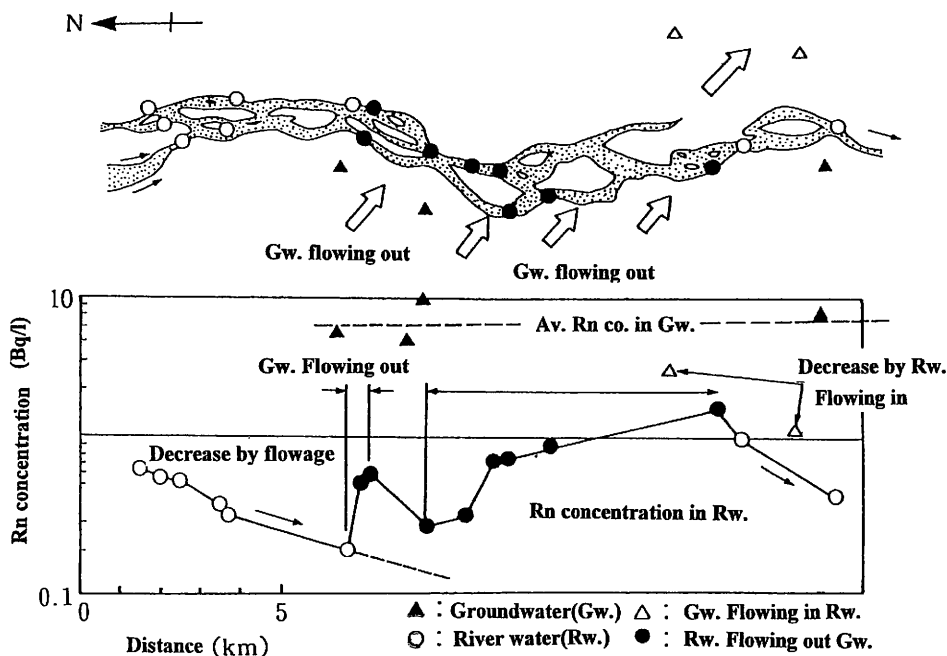 N
Gw. flowing out
Gw. flowing out
10
Av. Rn co. in Gw.
Gw. Flowing out
Decrease by Rw.
Flowing in
Decrease by flowage
Rn concentration in Rw.
Rn concentration (Bq/l)
0.1
0
5
Distance (km)
▲ : Groundwater(Gw.)
△ : Gw. Flowing in Rw.
○ : River water(Rw.)
● : Rw. Flowing out Gw.